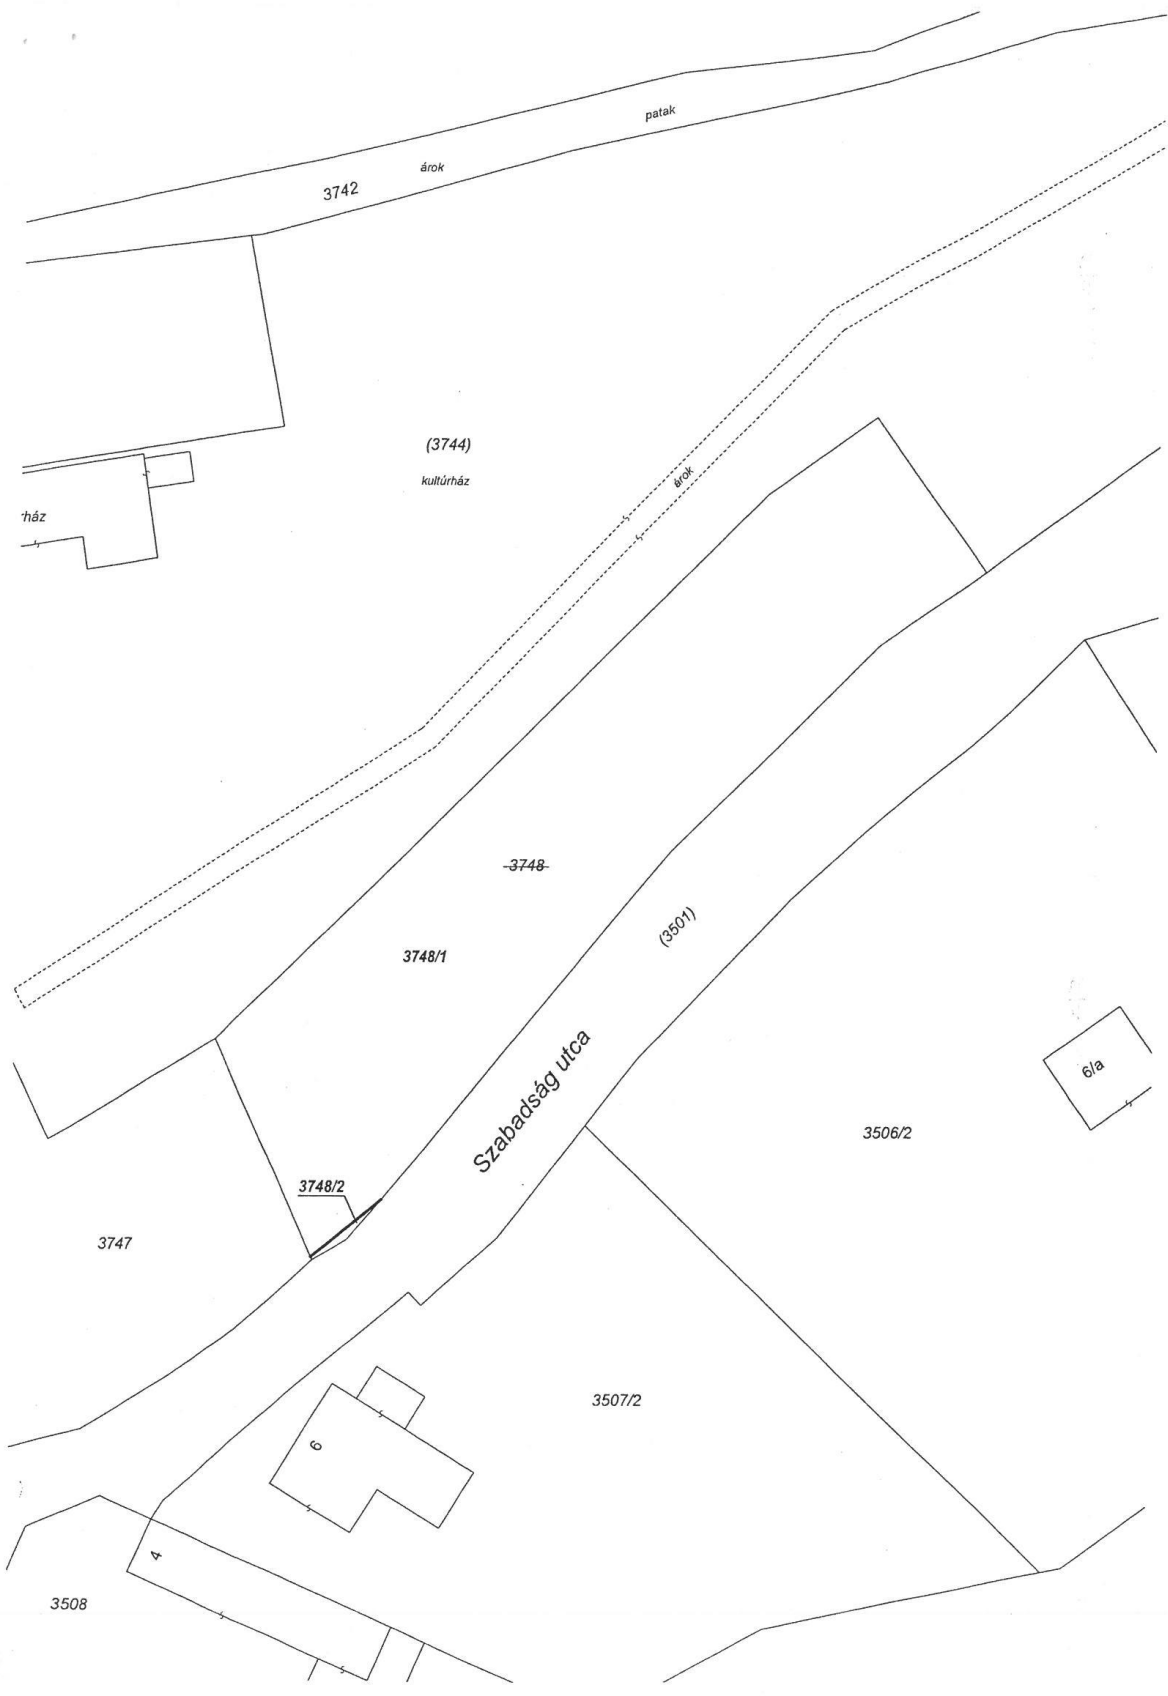 patak
árok
3742
(3744)
kultúrház
árok
ház
3748
3748/1
(3501)
Szabadság utca
6/a
3506/2
3748/2
3747
3507/2
6
4
3508